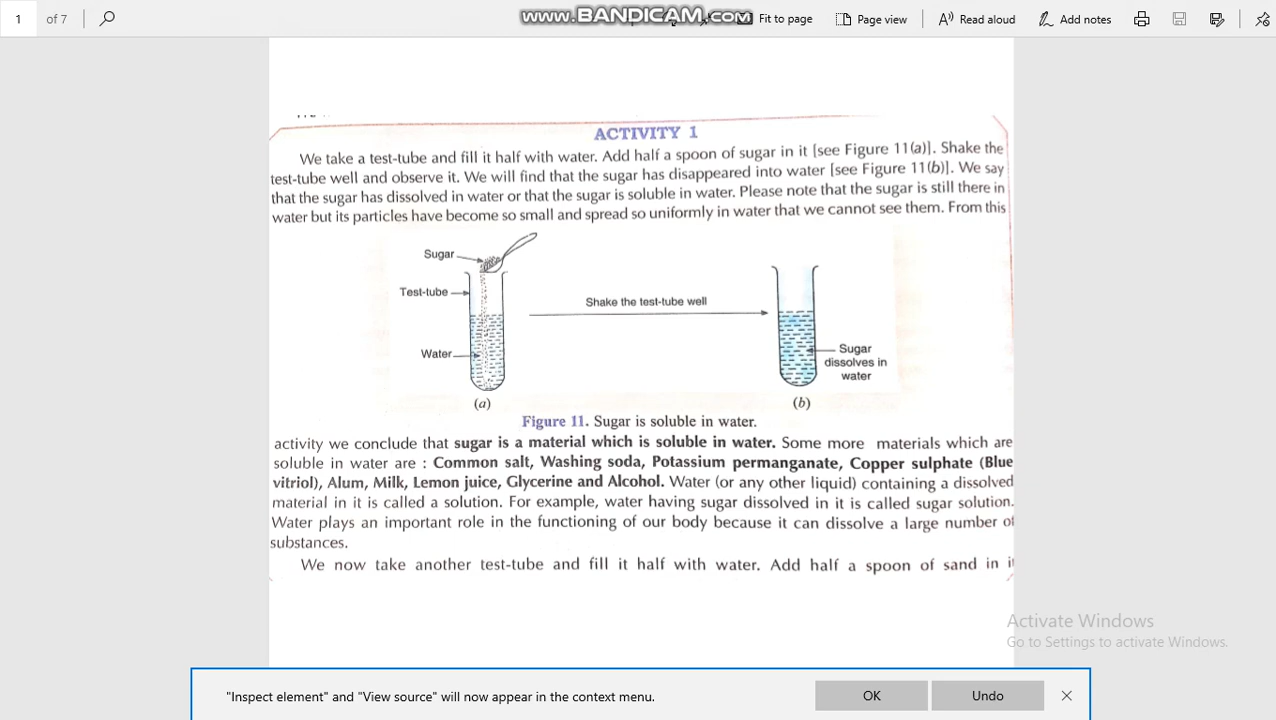 1 of 7
www.BANDICAM.com
Fit to page
Page view
Read aloud
Add notes
ACTIVITY 1
We take a test-tube and fill it half with water. Add half a spoon of sugar in it [see Figure 11(a)]. Shake the
test-tube well and observe it. We will find that the sugar has disappeared into water [see Figure 11(b)]. We say
that the sugar has dissolved in water or that the sugar is soluble in water. Please note that the sugar is still there in
water but its particles have become so small and spread so uniformly in water that we cannot see them. From this
Sugar
Test-tube
Shake the test-tube well
Water
Sugar
dissolves in
water
(a)
(b)
Figure 11. Sugar is soluble in water.
activity we conclude that sugar is a material which is soluble in water. Some more materials which are
soluble in water are : Common salt, Washing soda, Potassium permanganate, Copper sulphate (Blue
vitriol), Alum, Milk, Lemon juice, Glycerine and Alcohol. Water (or any other liquid) containing a dissolved
material in it is called a solution. For example, water having sugar dissolved in it is called sugar solution.
Water plays an important role in the functioning of our body because it can dissolve a large number of
substances.
We now take another test-tube and fill it half with water. Add half a spoon of sand in it
Activate Windows
Go to Settings to activate Windows.
"Inspect element" and "View source" will now appear in the context menu.
OK
Undo